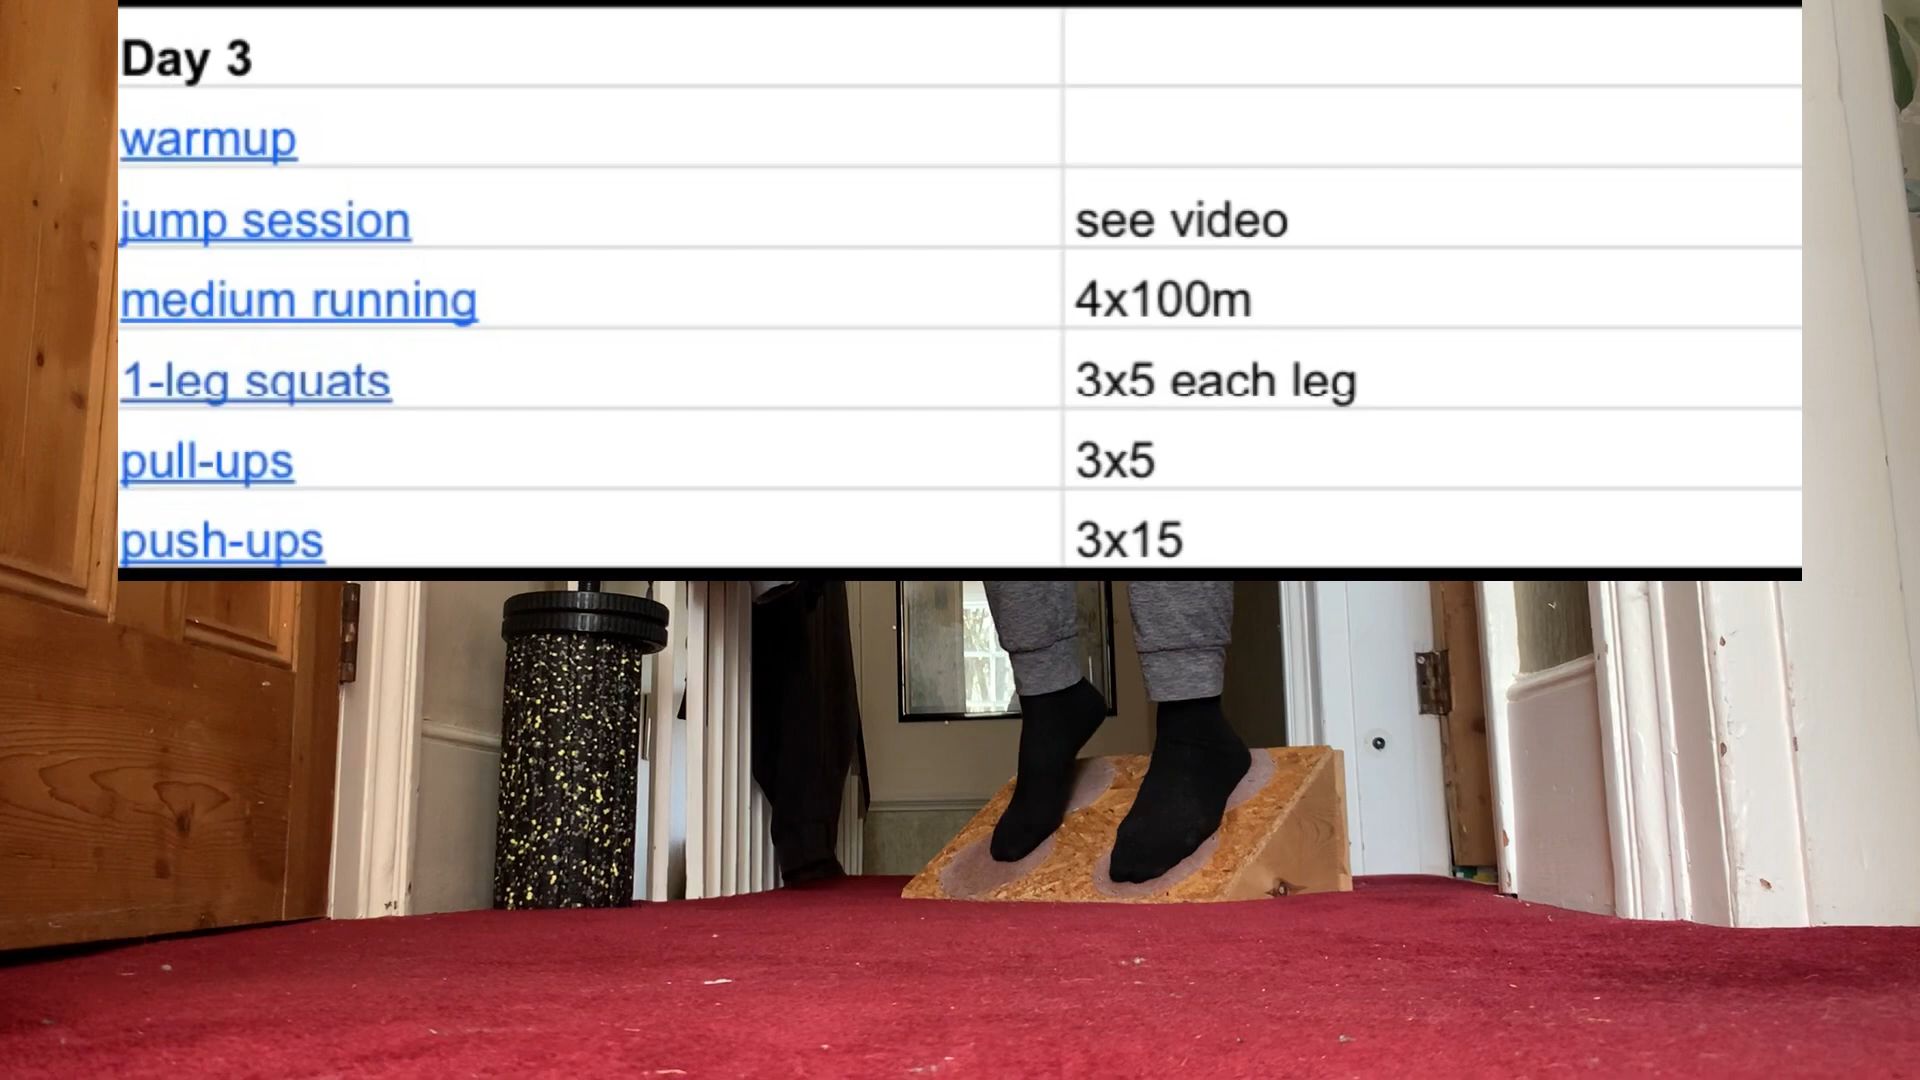 Day 3
warmup
jump session see video
medium running 4x100m
1-leg squats 3x5 each leg
pull-ups 3x5
push-ups 3x15